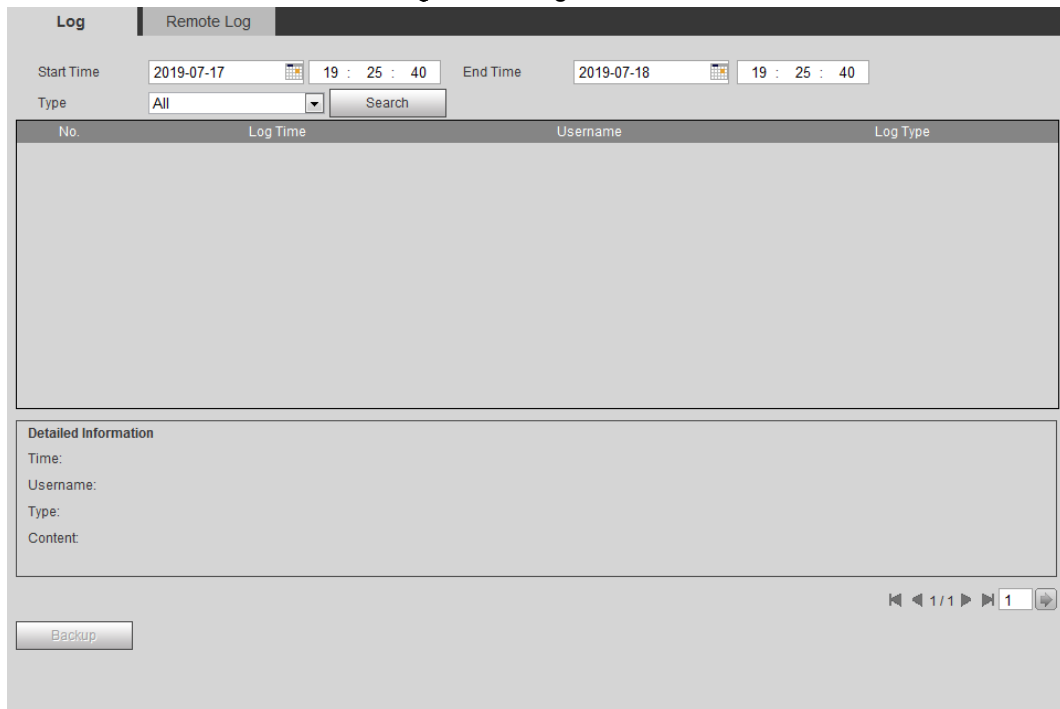 Log Remote Log
Start Time 2019-07-17 19 : 25 : 40 End Time 2019-07-18 19 : 25 : 40
Type All Search
No. Log Time Username Log Type
Detailed Information
Time:
Username:
Type:
Content:
1/1 1
Backup